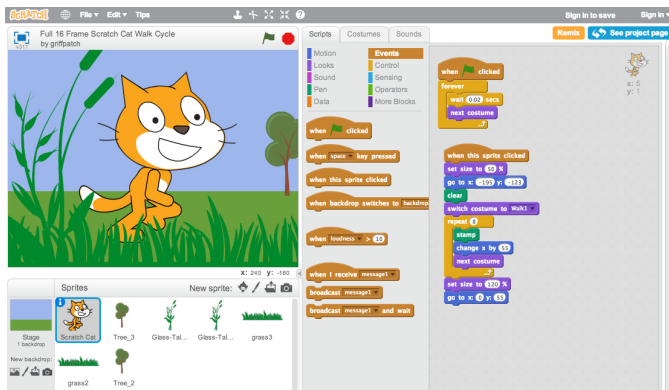 SCRATCH File▼ Edit▼ Tips Sign in to save Sign in▼
Full 16 Frame Scratch Cat Walk Cycle
by griffpatch
Scripts Costumes Sounds
Remix See project page
Motion Events
Looks Control
Sound Sensing
Pen Operators
Data More Blocks
when clicked
when space key pressed
when this sprite clicked
when backdrop switches to backdrop
when loudness > 10
when I receive message1
broadcast message1
broadcast message1 and wait
x: 5
y: 1
when clicked
forever
wait 0.02 secs
next costume
when this sprite clicked
set size to 50 %
go to x: -195 y: -123
clear
switch costume to Walk1
repeat 8
stamp
change x by 55
next costume
set size to 120 %
go to x: 0 y: 55
x: 240 y: -180
Sprites New sprite:
Stage
1 backdrop
New backdrop:
Scratch Cat Tree_3 Glass-Tal... Glass-Tal... grass3
grass2 Tree_2